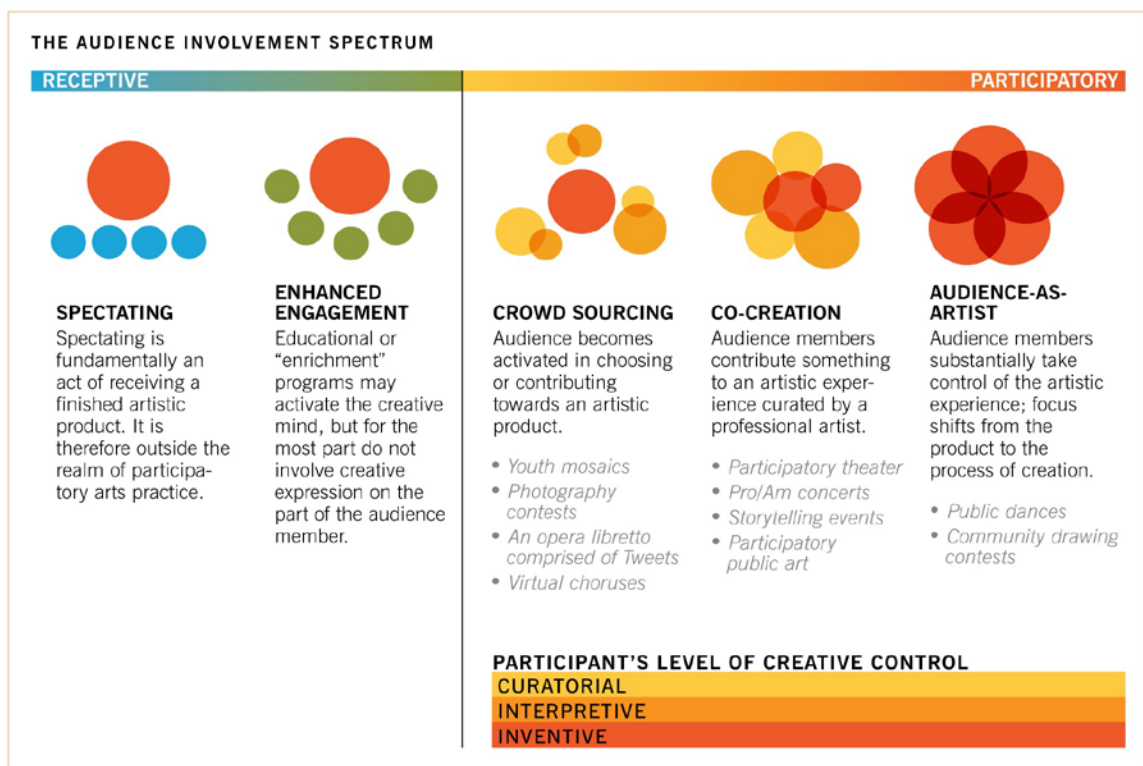 THE AUDIENCE INVOLVEMENT SPECTRUM
RECEPTIVE
PARTICIPATORY
SPECTATING
Spectating is
fundamentally an
act of receiving a
finished artistic
product. It is
therefore outside the
realm of participa-
tory arts practice.
ENHANCED
ENGAGEMENT
Educational or
“enrichment”
programs may
activate the creative
mind, but for the
most part do not
involve creative
expression on the
part of the audience
member.
CROWD SOURCING
Audience becomes
activated in choosing
or contributing
towards an artistic
product.
• Youth mosaics
• Photography
contests
• An opera libretto
comprised of Tweets
• Virtual choruses
CO-CREATION
Audience members
contribute something
to an artistic exper-
ience curated by a
professional artist.
• Participatory theater
• Pro/Am concerts
• Storytelling events
• Participatory
public art
AUDIENCE-AS-
ARTIST
Audience members
substantially take
control of the artistic
experience; focus
shifts from the
product to the
process of creation.
• Public dances
• Community drawing
contests
PARTICIPANT’S LEVEL OF CREATIVE CONTROL
CURATORIAL
INTERPRETIVE
INVENTIVE